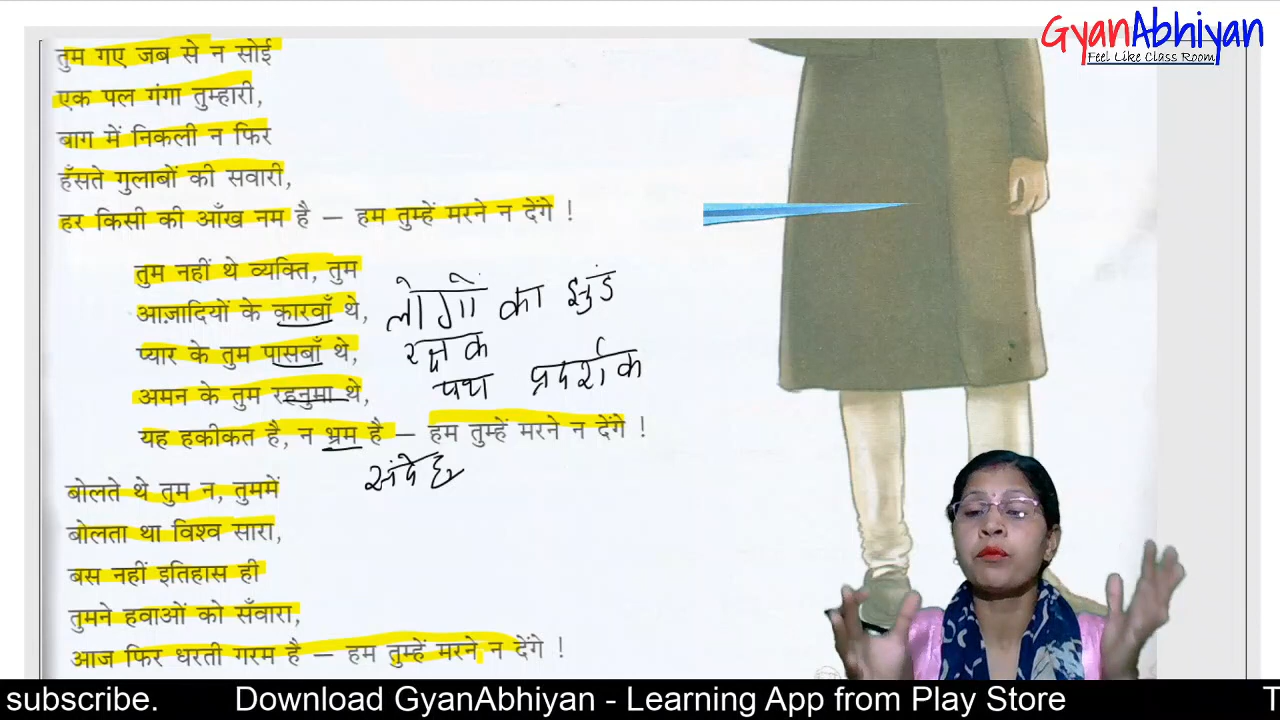 GyanAbhiyan
Feel Like Class Room
तुम गए जब से न सोई
एक पल गंगा तुम्हारी,
बाग में निकली न फिर
हँसते गुलाबों की सवारी,
हर किसी की आँख नम है – हम तुम्हें मरने न देंगे !
तुम नहीं थे व्यक्ति, तुम
आज़ादियों के कारवाँ थे,
लोगों का झुंड
प्यार के तुम पासबाँ थे,
रक्षक
अमन के तुम रहनुमा थे,
पथ प्रदर्शक
यह हकीकत है, न भ्रम है – हम तुम्हें मरने न देंगे !
संदेह
बोलते थे तुम न, तुममें
बोलता था विश्व सारा,
बस नहीं इतिहास ही
तुमने हवाओं को सँवारा,
आज फिर धरती गरम है – हम तुम्हें मरने न देंगे !
subscribe. Download GyanAbhiyan - Learning App from Play Store T